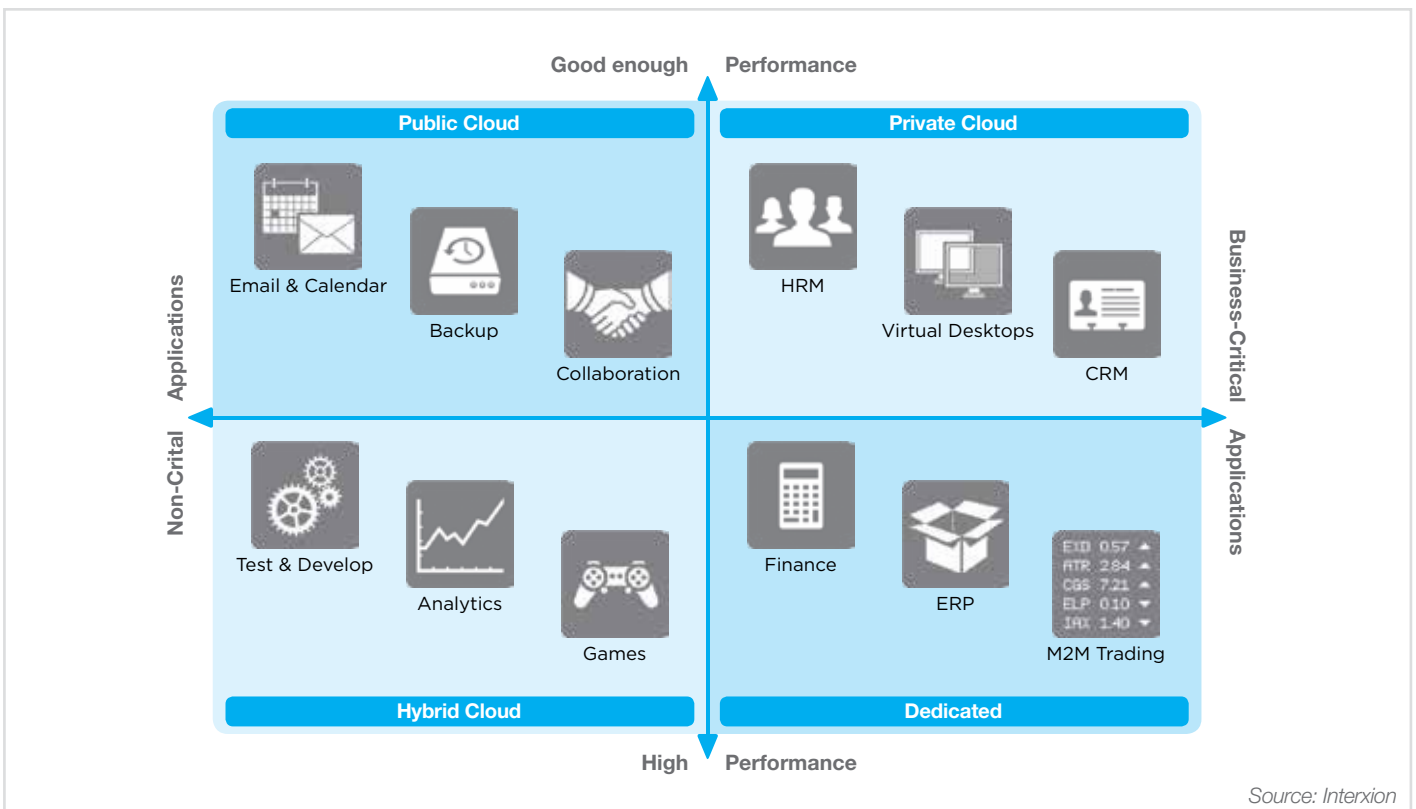 Good enough Performance
Public Cloud
Private Cloud
Email & Calendar
Backup
Collaboration
HRM
Virtual Desktops
CRM
Non-Crital Applications
Business-Critical Applications
Test & Develop
Analytics
Games
Finance
ERP
EXD 0.57 ▲
ATR 2.84 ▲
CGS 7.21 ▲
ELP 0.10 ▼
IAX 1.40 ▼
M2M Trading
Hybrid Cloud
Dedicated
High Performance
Source: Interxion